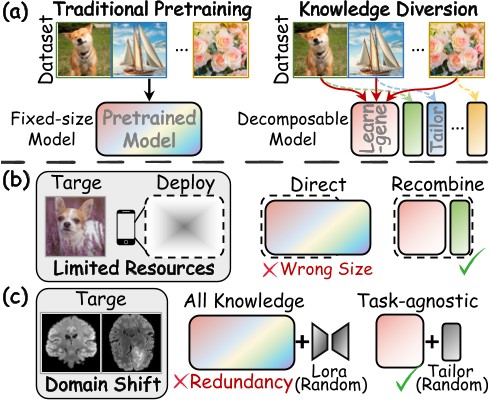 (a) Traditional Pretraining
Knowledge Diversion
Dataset
...
Dataset
...
Fixed-size
Model
Pretrained
Model
Decomposable
Model
Learn
-gene
Tailor
...
(b)
Targe
Deploy
Limited Resources
Direct
Wrong Size
Recombine
(c)
Targe
Domain Shift
All Knowledge
+
Redundancy
Lora
(Random)
Task-agnostic
+
Tailor
(Random)